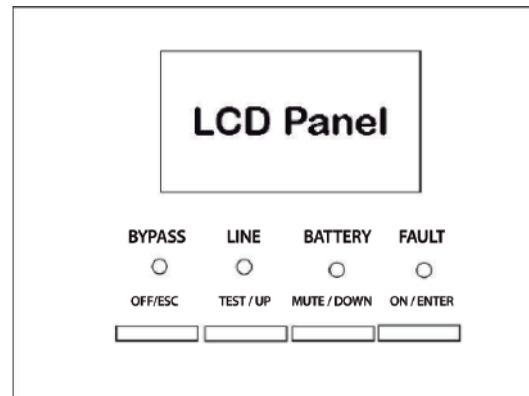 LCD Panel
BYPASS LINE BATTERY FAULT
OFF/ESC TEST / UP MUTE / DOWN ON / ENTER